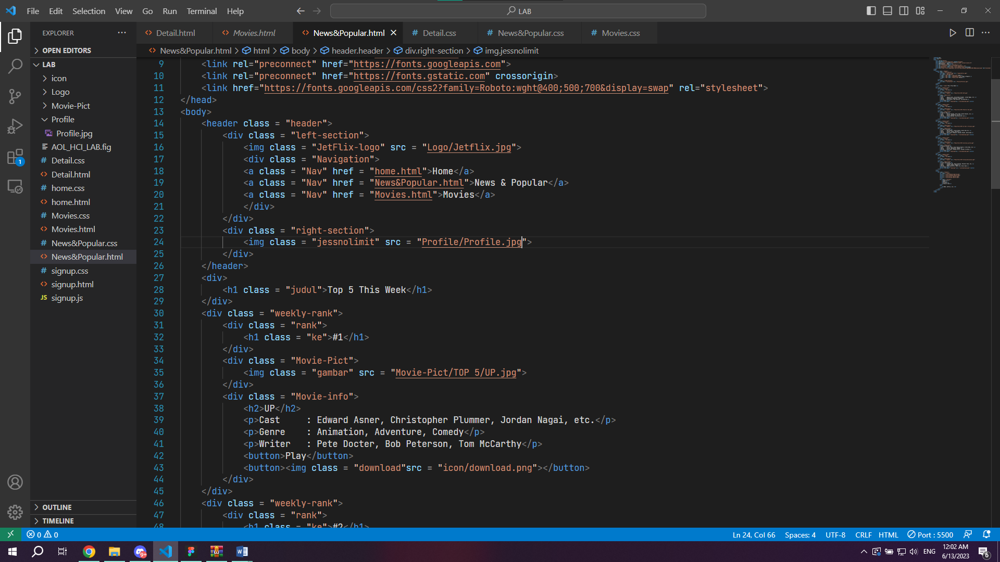 File Edit Selection View Go Run Terminal Help
LAB
EXPLORER
Detail.html
Movies.html
News&Popular.html
Detail.css
News&Popular.css
Movies.css
OPEN EDITORS
LAB
icon
Logo
Movie-Pict
Profile
Profile.jpg
AOL_HCI_LAB.fig
Detail.css
Detail.html
home.css
home.html
Movies.css
Movies.html
News&Popular.css
News&Popular.html
signup.css
signup.html
JS signup.js
OUTLINE
TIMELINE
1
News&Popular.html > html > body > header.header > div.right-section > img.jessnolimit
9 <link rel="preconnect" href="https://fonts.googleapis.com">
10 <link rel="preconnect" href="https://fonts.gstatic.com" crossorigin>
11 <link href="https://fonts.googleapis.com/css2?family=Roboto:wght@400;500;700&display=swap" rel="stylesheet">
12 </head>
13 <body>
14 <header class = "header">
15 <div class = "left-section">
16 <img class = "JetFlix-logo" src = "Logo/Jetflix.jpg">
17 <div class = "Navigation">
18 <a class = "Nav" href = "home.html">Home</a>
19 <a class = "Nav" href = "News&Popular.html">News & Popular</a>
20 <a class = "Nav" href = "Movies.html">Movies</a>
21 </div>
22 </div>
23 <div class = "right-section">
24 <img class = "jessnolimit" src = "Profile/Profile.jpg">
25 </div>
26 </header>
27 <div>
28 <h1 class = "judul">Top 5 This Week</h1>
29 </div>
30 <div class = "weekly-rank">
31 <div class = "rank">
32 <h1 class = "ke">#1</h1>
33 </div>
34 <div class = "Movie-Pict">
35 <img class = "gambar" src = "Movie-Pict/TOP 5/UP.jpg">
36 </div>
37 <div class = "Movie-info">
38 <h2>UP</h2>
39 <p>Cast : Edward Asner, Christopher Plummer, Jordan Nagai, etc.</p>
40 <p>Genre : Animation, Adventure, Comedy</p>
41 <p>Writer : Pete Docter, Bob Peterson, Tom McCarthy</p>
42 <button>Play</button>
43 <button><img class = "download"src = "icon/download.png"></button>
44 </div>
45 </div>
46 <div class = "weekly-rank">
47 <div class = "rank">
48 <h1 class = "ke">#2</h1>
0 0
Ln 24, Col 66 Spaces: 4 UTF-8 CRLF HTML Port : 5500
9+
ENG
12:02 AM
6/13/2023
6